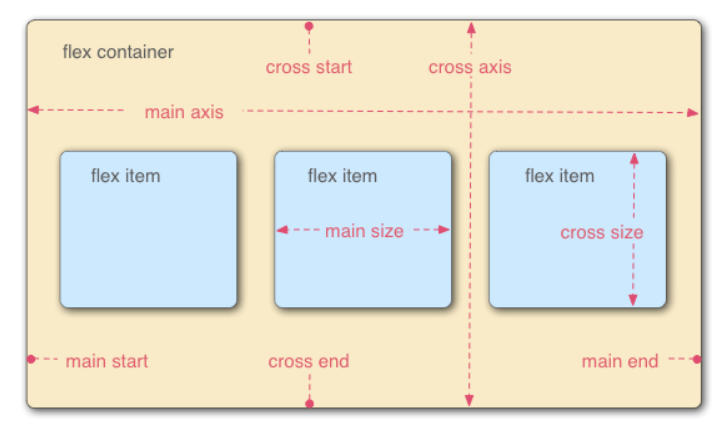 flex container
cross start
cross axis
main axis
flex item
flex item
flex item
main size
cross size
main start
cross end
main end